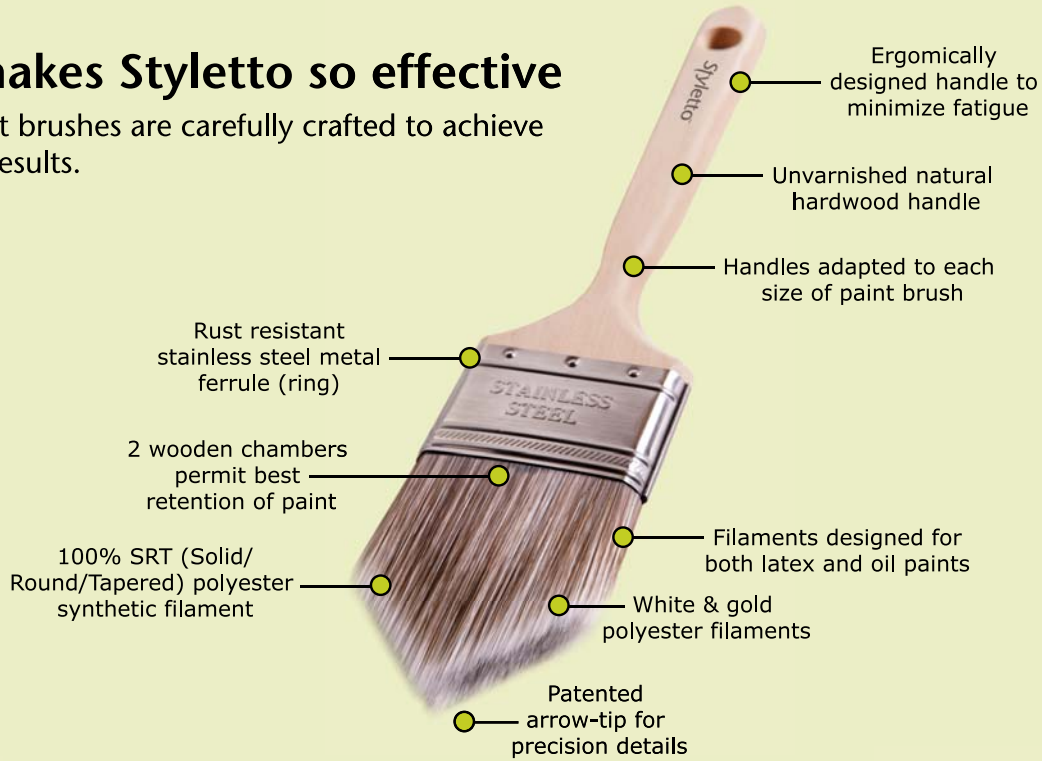 makes Styletto so effective
t brushes are carefully crafted to achieve
results.
Styletto
Ergomically
designed handle to
minimize fatigue
Unvarnished natural
hardwood handle
Handles adapted to each
size of paint brush
Rust resistant
stainless steel metal
ferrule (ring)
STAINLESS
STEEL
2 wooden chambers
permit best
retention of paint
100% SRT (Solid/
Round/Tapered) polyester
synthetic filament
Filaments designed for
both latex and oil paints
White & gold
polyester filaments
Patented
arrow-tip for
precision details